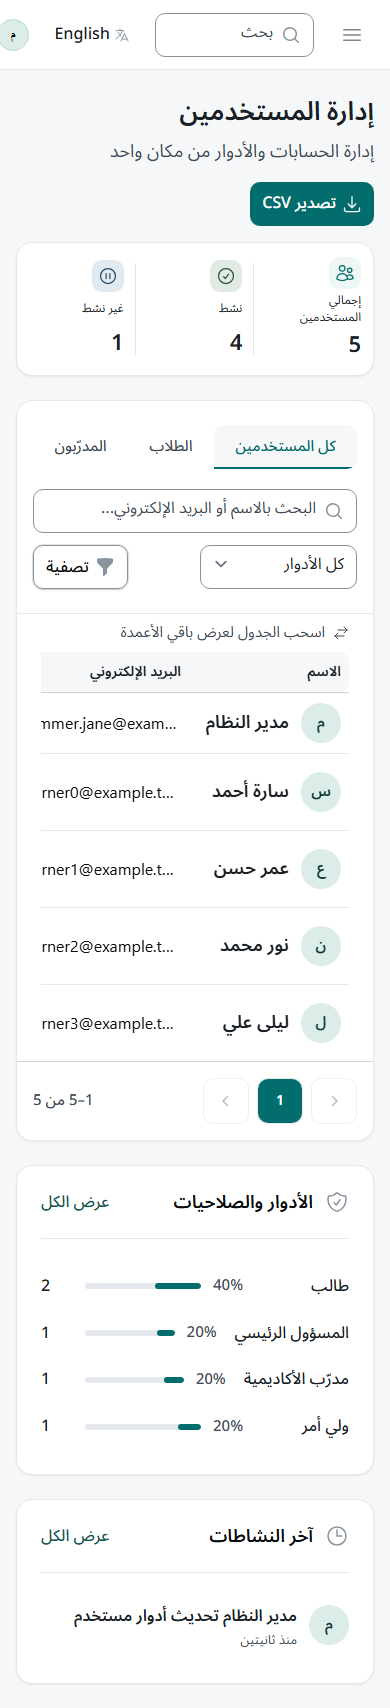 بحث
English
م
إدارة المستخدمين
إدارة الحسابات والأدوار من مكان واحد
تصدير CSV
إجمالي المستخدمين
5
نشط
4
غير نشط
1
كل المستخدمين
الطلاب
المدرّبون
البحث بالاسم أو البريد الإلكتروني...
كل الأدوار
تصفية
اسحب الجدول لعرض باقي الأعمدة
الاسم
البريد الإلكتروني
م
مدير النظام
mmer.jane@exam...
س
سارة أحمد
rner0@example.t...
ع
عمر حسن
rner1@example.t...
ن
نور محمد
rner2@example.t...
ل
ليلى علي
rner3@example.t...
1
1–5 من 5
الأدوار والصلاحيات
عرض الكل
طالب
40%
2
المسؤول الرئيسي
20%
1
مدرّب الأكاديمية
20%
1
ولي أمر
20%
1
آخر النشاطات
عرض الكل
م
مدير النظام تحديث أدوار مستخدم
منذ ثانيتين